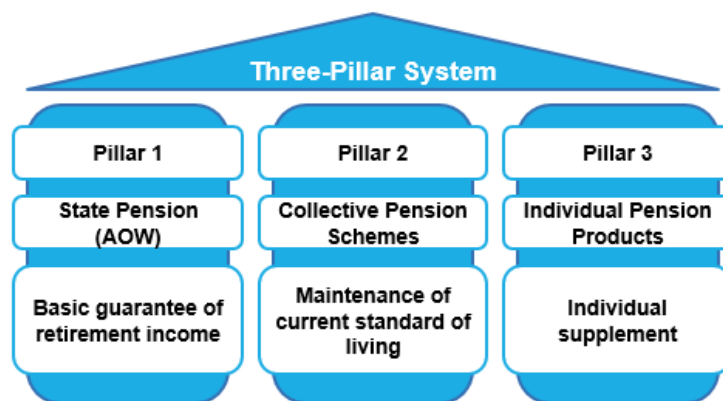 Three-Pillar System
Pillar 1
Pillar 2
Pillar 3
State Pension
(AOW)
Collective Pension
Schemes
Individual Pension
Products
Basic guarantee of
retirement income
Maintenance of
current standard of
living
Individual
supplement